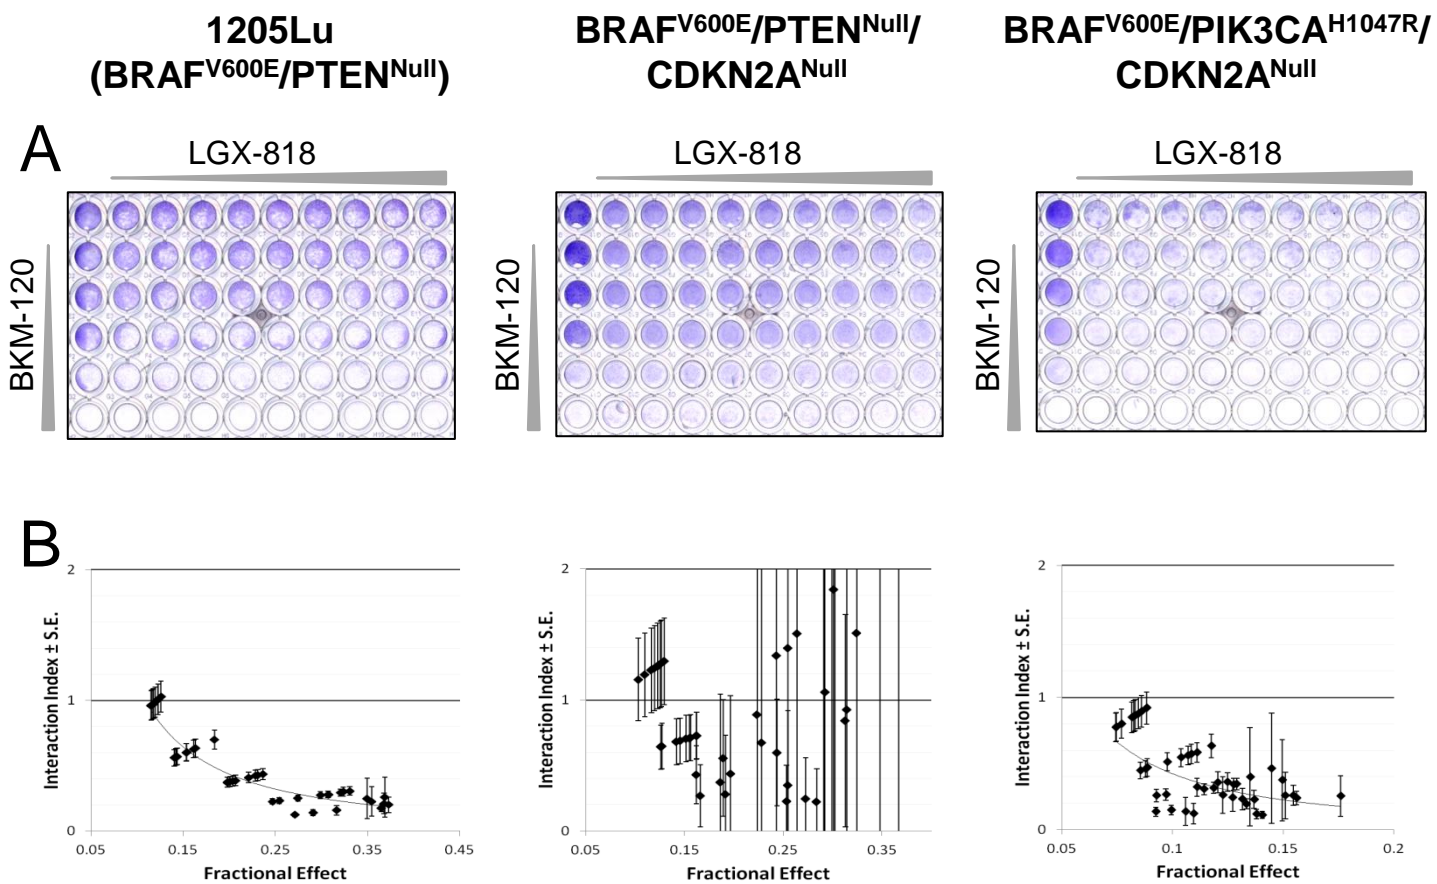 1205Lu
(BRAFV600E/PTENNull)
BRAFV600E/PTENNull/
CDKN2ANull
BRAFV600E/PIK3CAH1047R/
CDKN2ANull
A
LGX-818
LGX-818
LGX-818
BKM-120
BKM-120
BKM-120
B
Interaction Index ± S.E.
2
1
0
0.05 0.15 0.25 0.35 0.45
Fractional Effect
Interaction Index ± S.E.
2
1
0
0.05 0.15 0.25 0.35
Fractional Effect
Interaction Index ± S.E.
2
1
0
0.05 0.1 0.15 0.2
Fractional Effect